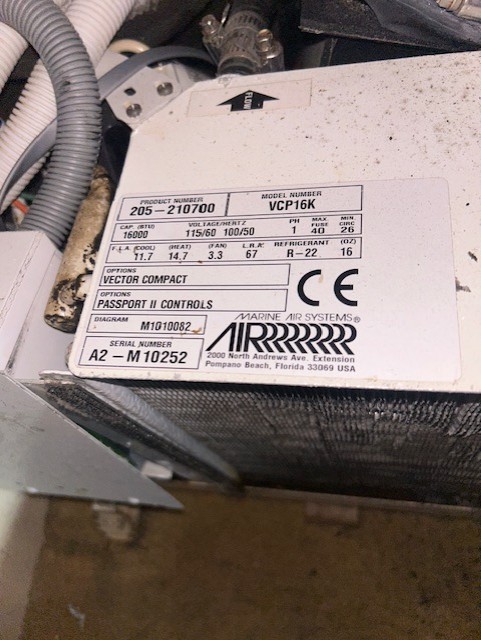 FLOW
PRODUCT NUMBER
205-210700
MODEL NUMBER
VCP16K
CAP. (BTU)
16000
VOLTAGE/HERTZ
115/60 100/50
PH
1
MAX FUSE
40
MIN CIRC
26
F.L.A. (COOL)
11.7
(HEAT)
14.7
(FAN)
3.3
L.R.A.
67
REFRIGERANT
R-22
(OZ)
16
OPTIONS
VECTOR COMPACT
OPTIONS
PASSPORT II CONTROLS
CE
DIAGRAM
M1010082
SERIAL NUMBER
A2-M10252
MARINE AIR SYSTEMS®
AIR
2000 North Andrews Ave. Extension
Pompano Beach, Florida 33069 USA